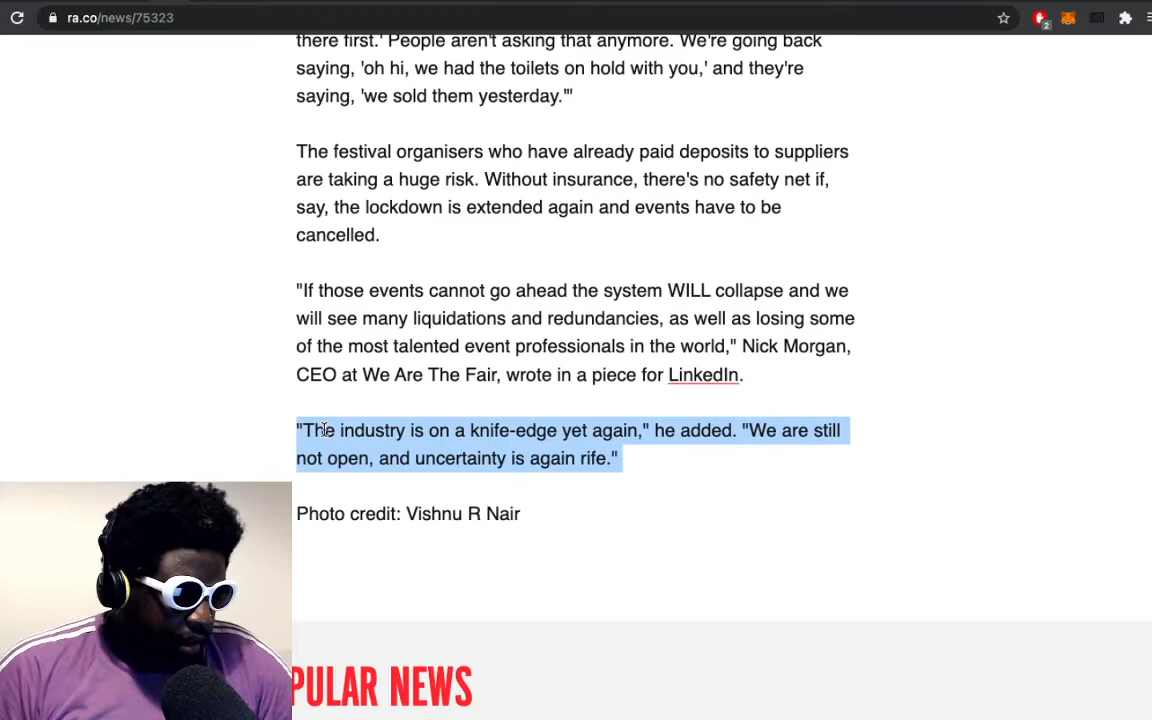 ra.co/news/75323
2
there first.' People aren't asking that anymore. We're going back
saying, 'oh hi, we had the toilets on hold with you,' and they're
saying, 'we sold them yesterday.'"
The festival organisers who have already paid deposits to suppliers
are taking a huge risk. Without insurance, there's no safety net if,
say, the lockdown is extended again and events have to be
cancelled.
"If those events cannot go ahead the system WILL collapse and we
will see many liquidations and redundancies, as well as losing some
of the most talented event professionals in the world," Nick Morgan,
CEO at We Are The Fair, wrote in a piece for LinkedIn.
"The industry is on a knife-edge yet again," he added. "We are still
not open, and uncertainty is again rife."
Photo credit: Vishnu R Nair
PULAR NEWS